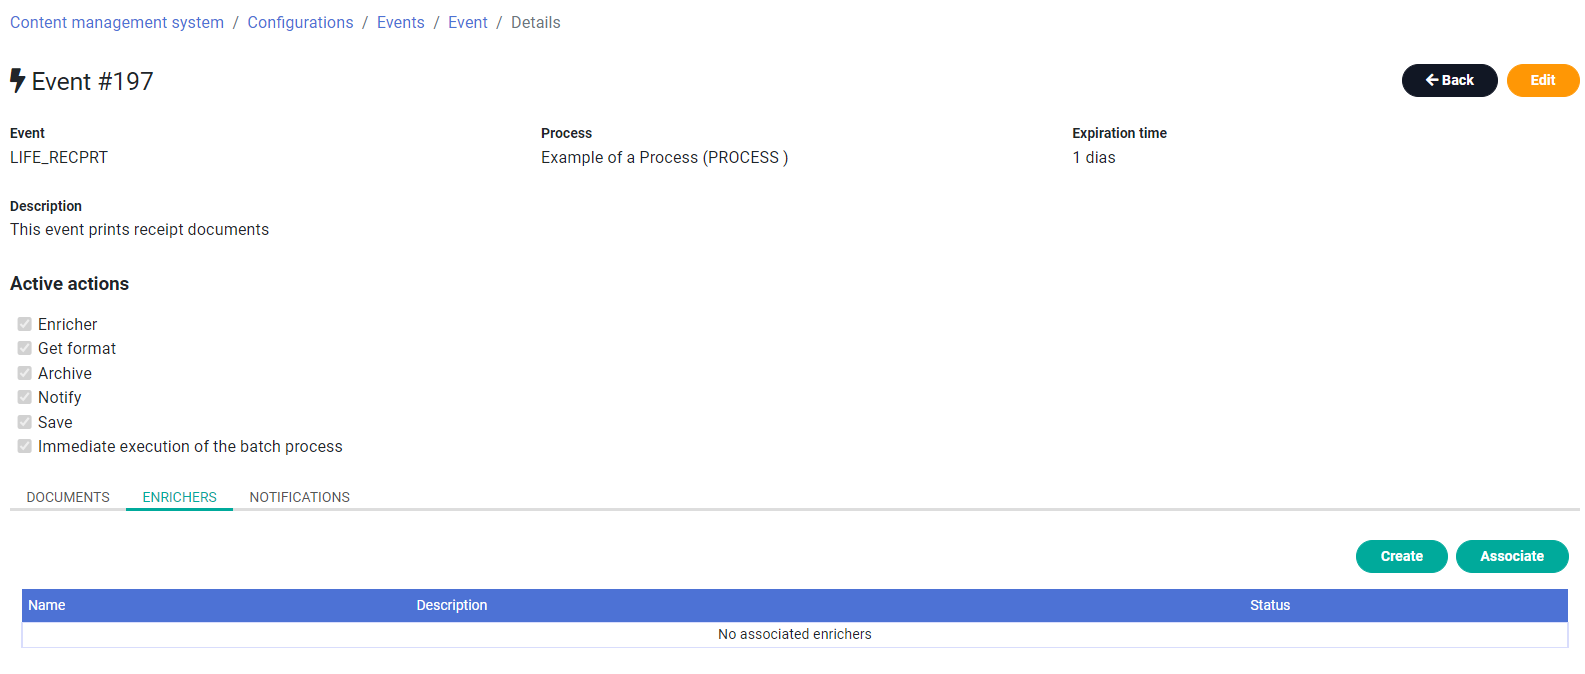 Content management system / Configurations / Events / Event / Details
Event #197
Back Edit
Event Process Expiration time
LIFE_RECPRT Example of a Process (PROCESS ) 1 dias
Description
This event prints receipt documents
Active actions
Enricher
Get format
Archive
Notify
Save
Immediate execution of the batch process
DOCUMENTS ENRICHERS NOTIFICATIONS
Create Associate
Name Description Status
No associated enrichers